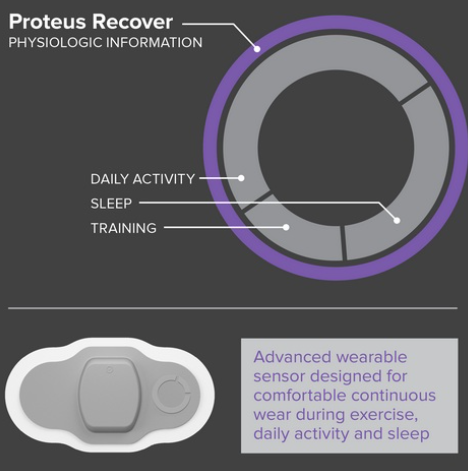 Proteus Recover
PHYSIOLOGIC INFORMATION
DAILY ACTIVITY
SLEEP
TRAINING
Advanced wearable
sensor designed for
comfortable continuous
wear during exercise,
daily activity and sleep